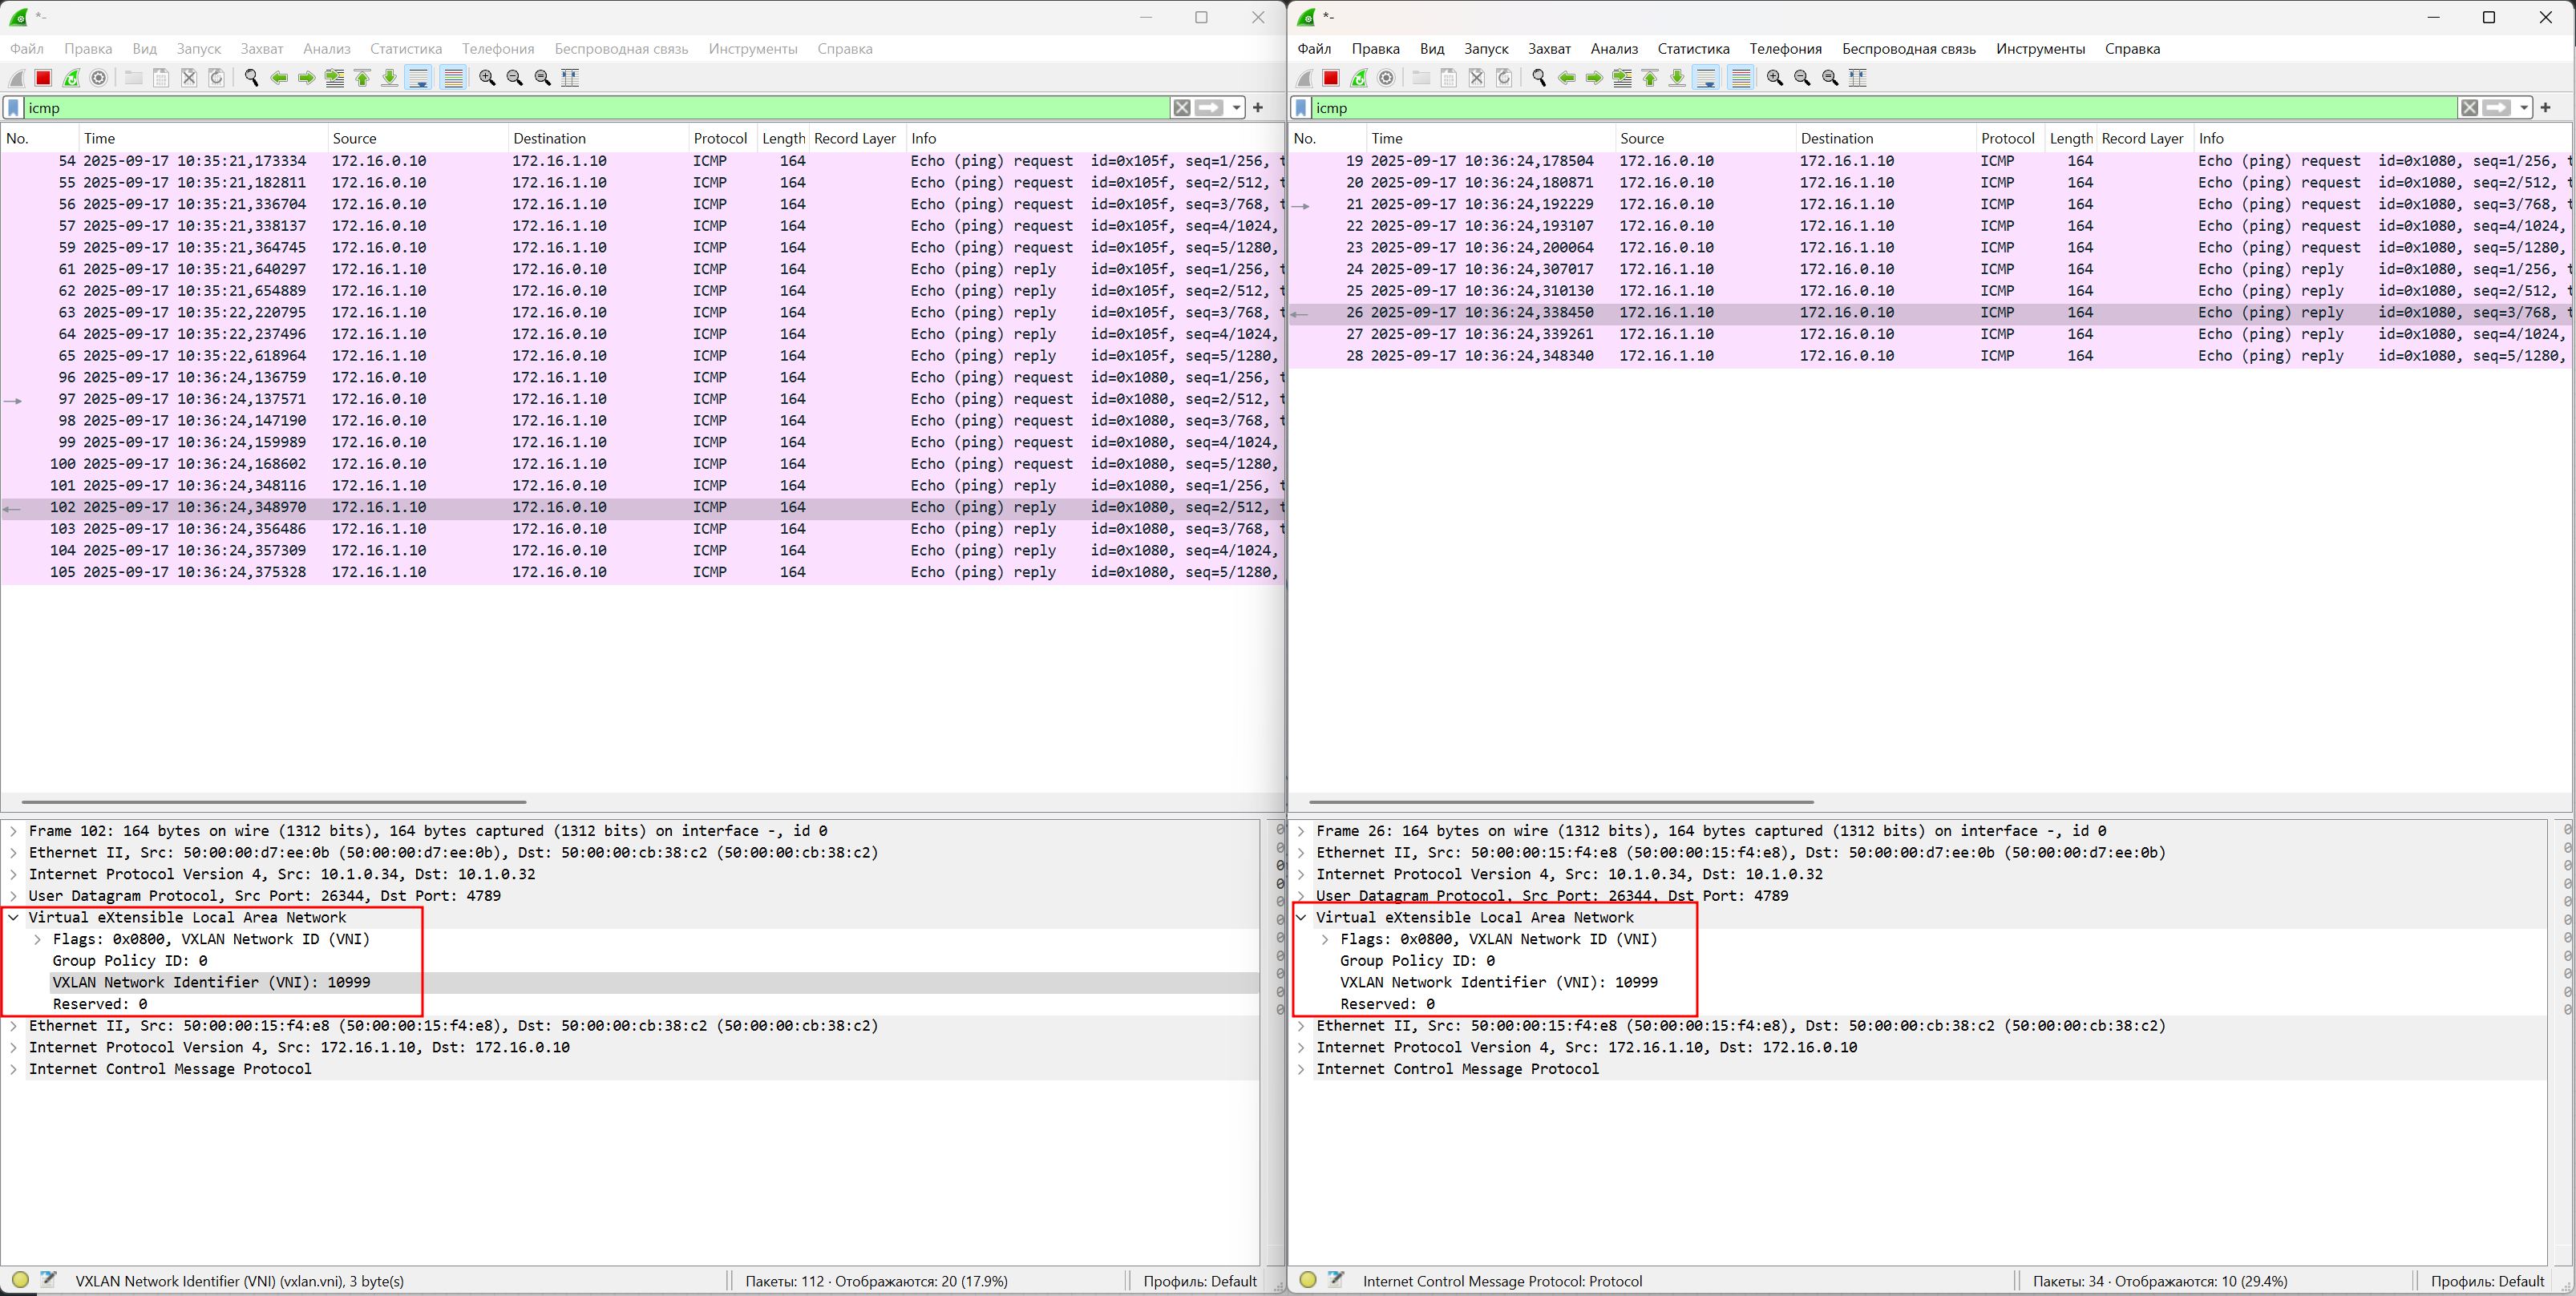 *-
Файл Правка Вид Запуск Захват Анализ Статистика Телефония Беспроводная связь Инструменты Справка
icmp
No. Time Source Destination Protocol Length Record Layer Info
54 2025-09-17 10:35:21,173334 172.16.0.10 172.16.1.10 ICMP 164 Echo (ping) request id=0x105f, seq=1/256, t
55 2025-09-17 10:35:21,182811 172.16.0.10 172.16.1.10 ICMP 164 Echo (ping) request id=0x105f, seq=2/512, t
56 2025-09-17 10:35:21,336704 172.16.0.10 172.16.1.10 ICMP 164 Echo (ping) request id=0x105f, seq=3/768, t
57 2025-09-17 10:35:21,338137 172.16.0.10 172.16.1.10 ICMP 164 Echo (ping) request id=0x105f, seq=4/1024,
59 2025-09-17 10:35:21,364745 172.16.0.10 172.16.1.10 ICMP 164 Echo (ping) request id=0x105f, seq=5/1280,
61 2025-09-17 10:35:21,640297 172.16.1.10 172.16.0.10 ICMP 164 Echo (ping) reply id=0x105f, seq=1/256, t
62 2025-09-17 10:35:21,654889 172.16.1.10 172.16.0.10 ICMP 164 Echo (ping) reply id=0x105f, seq=2/512, t
63 2025-09-17 10:35:22,220795 172.16.1.10 172.16.0.10 ICMP 164 Echo (ping) reply id=0x105f, seq=3/768, t
64 2025-09-17 10:35:22,237496 172.16.1.10 172.16.0.10 ICMP 164 Echo (ping) reply id=0x105f, seq=4/1024,
65 2025-09-17 10:35:22,618964 172.16.1.10 172.16.0.10 ICMP 164 Echo (ping) reply id=0x105f, seq=5/1280,
96 2025-09-17 10:36:24,136759 172.16.0.10 172.16.1.10 ICMP 164 Echo (ping) request id=0x1080, seq=1/256, t
97 2025-09-17 10:36:24,137571 172.16.0.10 172.16.1.10 ICMP 164 Echo (ping) request id=0x1080, seq=2/512, t
98 2025-09-17 10:36:24,147190 172.16.0.10 172.16.1.10 ICMP 164 Echo (ping) request id=0x1080, seq=3/768, t
99 2025-09-17 10:36:24,159989 172.16.0.10 172.16.1.10 ICMP 164 Echo (ping) request id=0x1080, seq=4/1024,
100 2025-09-17 10:36:24,168602 172.16.0.10 172.16.1.10 ICMP 164 Echo (ping) request id=0x1080, seq=5/1280,
101 2025-09-17 10:36:24,348116 172.16.1.10 172.16.0.10 ICMP 164 Echo (ping) reply id=0x1080, seq=1/256, t
102 2025-09-17 10:36:24,348970 172.16.1.10 172.16.0.10 ICMP 164 Echo (ping) reply id=0x1080, seq=2/512, t
103 2025-09-17 10:36:24,356486 172.16.1.10 172.16.0.10 ICMP 164 Echo (ping) reply id=0x1080, seq=3/768, t
104 2025-09-17 10:36:24,357309 172.16.1.10 172.16.0.10 ICMP 164 Echo (ping) reply id=0x1080, seq=4/1024,
105 2025-09-17 10:36:24,375328 172.16.1.10 172.16.0.10 ICMP 164 Echo (ping) reply id=0x1080, seq=5/1280,
Frame 102: 164 bytes on wire (1312 bits), 164 bytes captured (1312 bits) on interface -, id 0
Ethernet II, Src: 50:00:00:d7:ee:0b (50:00:00:d7:ee:0b), Dst: 50:00:00:cb:38:c2 (50:00:00:cb:38:c2)
Internet Protocol Version 4, Src: 10.1.0.34, Dst: 10.1.0.32
User Datagram Protocol, Src Port: 26344, Dst Port: 4789
Virtual eXtensible Local Area Network
Flags: 0x0800, VXLAN Network ID (VNI)
Group Policy ID: 0
VXLAN Network Identifier (VNI): 10999
Reserved: 0
Ethernet II, Src: 50:00:00:15:f4:e8 (50:00:00:15:f4:e8), Dst: 50:00:00:cb:38:c2 (50:00:00:cb:38:c2)
Internet Protocol Version 4, Src: 172.16.1.10, Dst: 172.16.0.10
Internet Control Message Protocol
VXLAN Network Identifier (VNI) (vxlan.vni), 3 byte(s)
Пакеты: 112 · Отображаются: 20 (17.9%)
Профиль: Default
*-
Файл Правка Вид Запуск Захват Анализ Статистика Телефония Беспроводная связь Инструменты Справка
icmp
No. Time Source Destination Protocol Length Record Layer Info
19 2025-09-17 10:36:24,178504 172.16.0.10 172.16.1.10 ICMP 164 Echo (ping) request id=0x1080, seq=1/256, t
20 2025-09-17 10:36:24,180871 172.16.0.10 172.16.1.10 ICMP 164 Echo (ping) request id=0x1080, seq=2/512, t
21 2025-09-17 10:36:24,192229 172.16.0.10 172.16.1.10 ICMP 164 Echo (ping) request id=0x1080, seq=3/768, t
22 2025-09-17 10:36:24,193107 172.16.0.10 172.16.1.10 ICMP 164 Echo (ping) request id=0x1080, seq=4/1024,
23 2025-09-17 10:36:24,200064 172.16.0.10 172.16.1.10 ICMP 164 Echo (ping) request id=0x1080, seq=5/1280,
24 2025-09-17 10:36:24,307017 172.16.1.10 172.16.0.10 ICMP 164 Echo (ping) reply id=0x1080, seq=1/256, t
25 2025-09-17 10:36:24,310130 172.16.1.10 172.16.0.10 ICMP 164 Echo (ping) reply id=0x1080, seq=2/512, t
26 2025-09-17 10:36:24,338450 172.16.1.10 172.16.0.10 ICMP 164 Echo (ping) reply id=0x1080, seq=3/768, t
27 2025-09-17 10:36:24,339261 172.16.1.10 172.16.0.10 ICMP 164 Echo (ping) reply id=0x1080, seq=4/1024,
28 2025-09-17 10:36:24,348340 172.16.1.10 172.16.0.10 ICMP 164 Echo (ping) reply id=0x1080, seq=5/1280,
Frame 26: 164 bytes on wire (1312 bits), 164 bytes captured (1312 bits) on interface -, id 0
Ethernet II, Src: 50:00:00:15:f4:e8 (50:00:00:15:f4:e8), Dst: 50:00:00:d7:ee:0b (50:00:00:d7:ee:0b)
Internet Protocol Version 4, Src: 10.1.0.34, Dst: 10.1.0.32
User Datagram Protocol, Src Port: 26344, Dst Port: 4789
Virtual eXtensible Local Area Network
Flags: 0x0800, VXLAN Network ID (VNI)
Group Policy ID: 0
VXLAN Network Identifier (VNI): 10999
Reserved: 0
Ethernet II, Src: 50:00:00:15:f4:e8 (50:00:00:15:f4:e8), Dst: 50:00:00:cb:38:c2 (50:00:00:cb:38:c2)
Internet Protocol Version 4, Src: 172.16.1.10, Dst: 172.16.0.10
Internet Control Message Protocol
Internet Control Message Protocol: Protocol
Пакеты: 34 · Отображаются: 10 (29.4%)
Профиль: Default